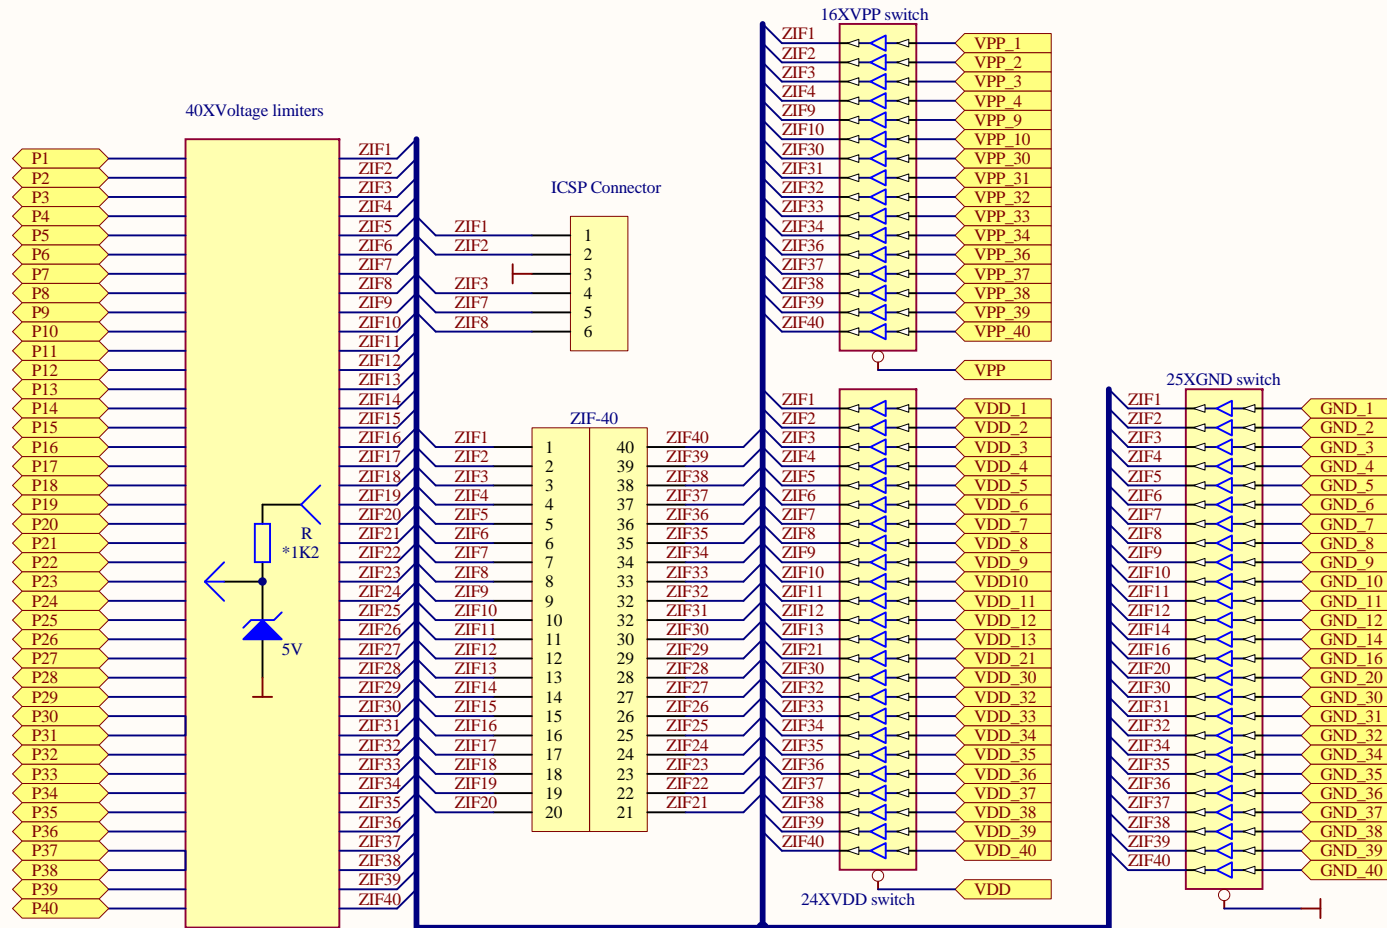 40XVoltage limiters
P1 ZIF1
P2 ZIF2
P3 ZIF3
P4 ZIF4
P5 ZIF5
P6 ZIF6
P7 ZIF7
P8 ZIF8
P9 ZIF9
P10 ZIF10
P11 ZIF11
P12 ZIF12
P13 ZIF13
P14 ZIF14
P15 ZIF15
P16 ZIF16
P17 ZIF17
P18 ZIF18
P19 ZIF19
P20 ZIF20
P21 ZIF21
P22 ZIF22
P23 ZIF23
P24 ZIF24
P25 ZIF25
P26 ZIF26
P27 ZIF27
P28 ZIF28
P29 ZIF29
P30 ZIF30
P31 ZIF31
P32 ZIF32
P33 ZIF33
P34 ZIF34
P35 ZIF35
P36 ZIF36
P37 ZIF37
P38 ZIF38
P39 ZIF39
P40 ZIF40
R
*1K2
5V
ICSP Connector
ZIF1 1
ZIF2 2
3
ZIF3 4
ZIF7 5
ZIF8 6
ZIF-40
ZIF1 1 40 ZIF40
ZIF2 2 39 ZIF39
ZIF3 3 38 ZIF38
ZIF4 4 37 ZIF37
ZIF5 5 36 ZIF36
ZIF6 6 35 ZIF35
ZIF7 7 34 ZIF34
ZIF8 8 33 ZIF33
ZIF9 9 32 ZIF32
ZIF10 10 32 ZIF31
ZIF11 11 30 ZIF30
ZIF12 12 29 ZIF29
ZIF13 13 28 ZIF28
ZIF14 14 27 ZIF27
ZIF15 15 26 ZIF26
ZIF16 16 25 ZIF25
ZIF17 17 24 ZIF24
ZIF18 18 23 ZIF23
ZIF19 19 22 ZIF22
ZIF20 20 21 ZIF21
16XVPP switch
ZIF1 VPP_1
ZIF2 VPP_2
ZIF3 VPP_3
ZIF4 VPP_4
ZIF9 VPP_9
ZIF10 VPP_10
ZIF30 VPP_30
ZIF31 VPP_31
ZIF32 VPP_32
ZIF33 VPP_33
ZIF34 VPP_34
ZIF36 VPP_36
ZIF37 VPP_37
ZIF38 VPP_38
ZIF39 VPP_39
ZIF40 VPP_40
VPP
ZIF1 VDD_1
ZIF2 VDD_2
ZIF3 VDD_3
ZIF4 VDD_4
ZIF5 VDD_5
ZIF6 VDD_6
ZIF7 VDD_7
ZIF8 VDD_8
ZIF9 VDD_9
ZIF10 VDD10
ZIF11 VDD_11
ZIF12 VDD_12
ZIF13 VDD_13
ZIF21 VDD_21
ZIF30 VDD_30
ZIF32 VDD_32
ZIF33 VDD_33
ZIF34 VDD_34
ZIF35 VDD_35
ZIF36 VDD_36
ZIF37 VDD_37
ZIF38 VDD_38
ZIF39 VDD_39
ZIF40 VDD_40
VDD
24XVDD switch
25XGND switch
ZIF1 GND_1
ZIF2 GND_2
ZIF3 GND_3
ZIF4 GND_4
ZIF5 GND_5
ZIF6 GND_6
ZIF7 GND_7
ZIF8 GND_8
ZIF9 GND_9
ZIF10 GND_10
ZIF11 GND_11
ZIF12 GND_12
ZIF14 GND_14
ZIF16 GND_16
ZIF20 GND_20
ZIF30 GND_30
ZIF31 GND_31
ZIF32 GND_32
ZIF34 GND_34
ZIF35 GND_35
ZIF36 GND_36
ZIF37 GND_37
ZIF38 GND_38
ZIF39 GND_39
ZIF40 GND_40